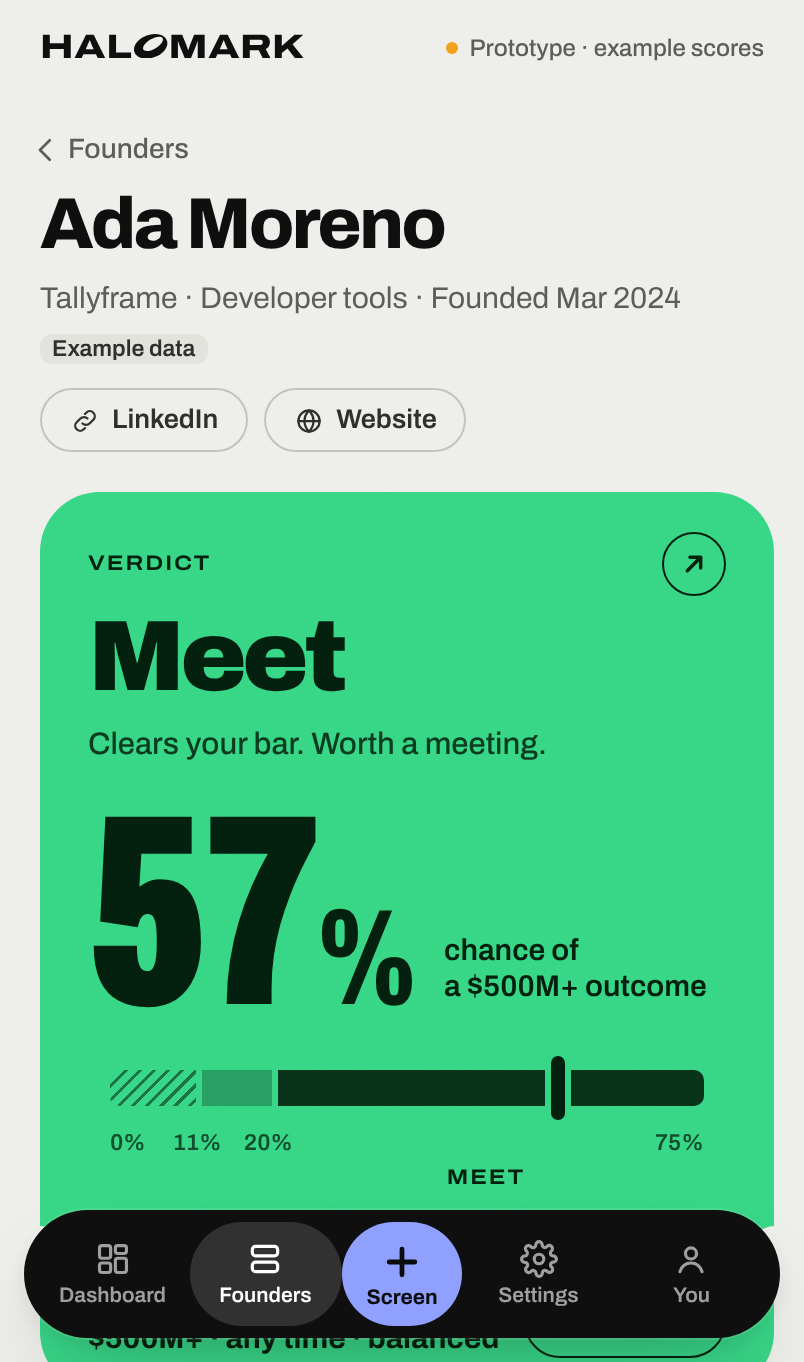 HALOMARK
Prototype · example scores
Founders
Ada Moreno
Tallyframe · Developer tools · Founded Mar 2024
Example data
LinkedIn
Website
VERDICT
Meet
Clears your bar. Worth a meeting.
57%
chance of
a $500M+ outcome
0% 11% 20% 75%
MEET
Dashboard Founders Screen Settings You
$500M+ · any time · balanced